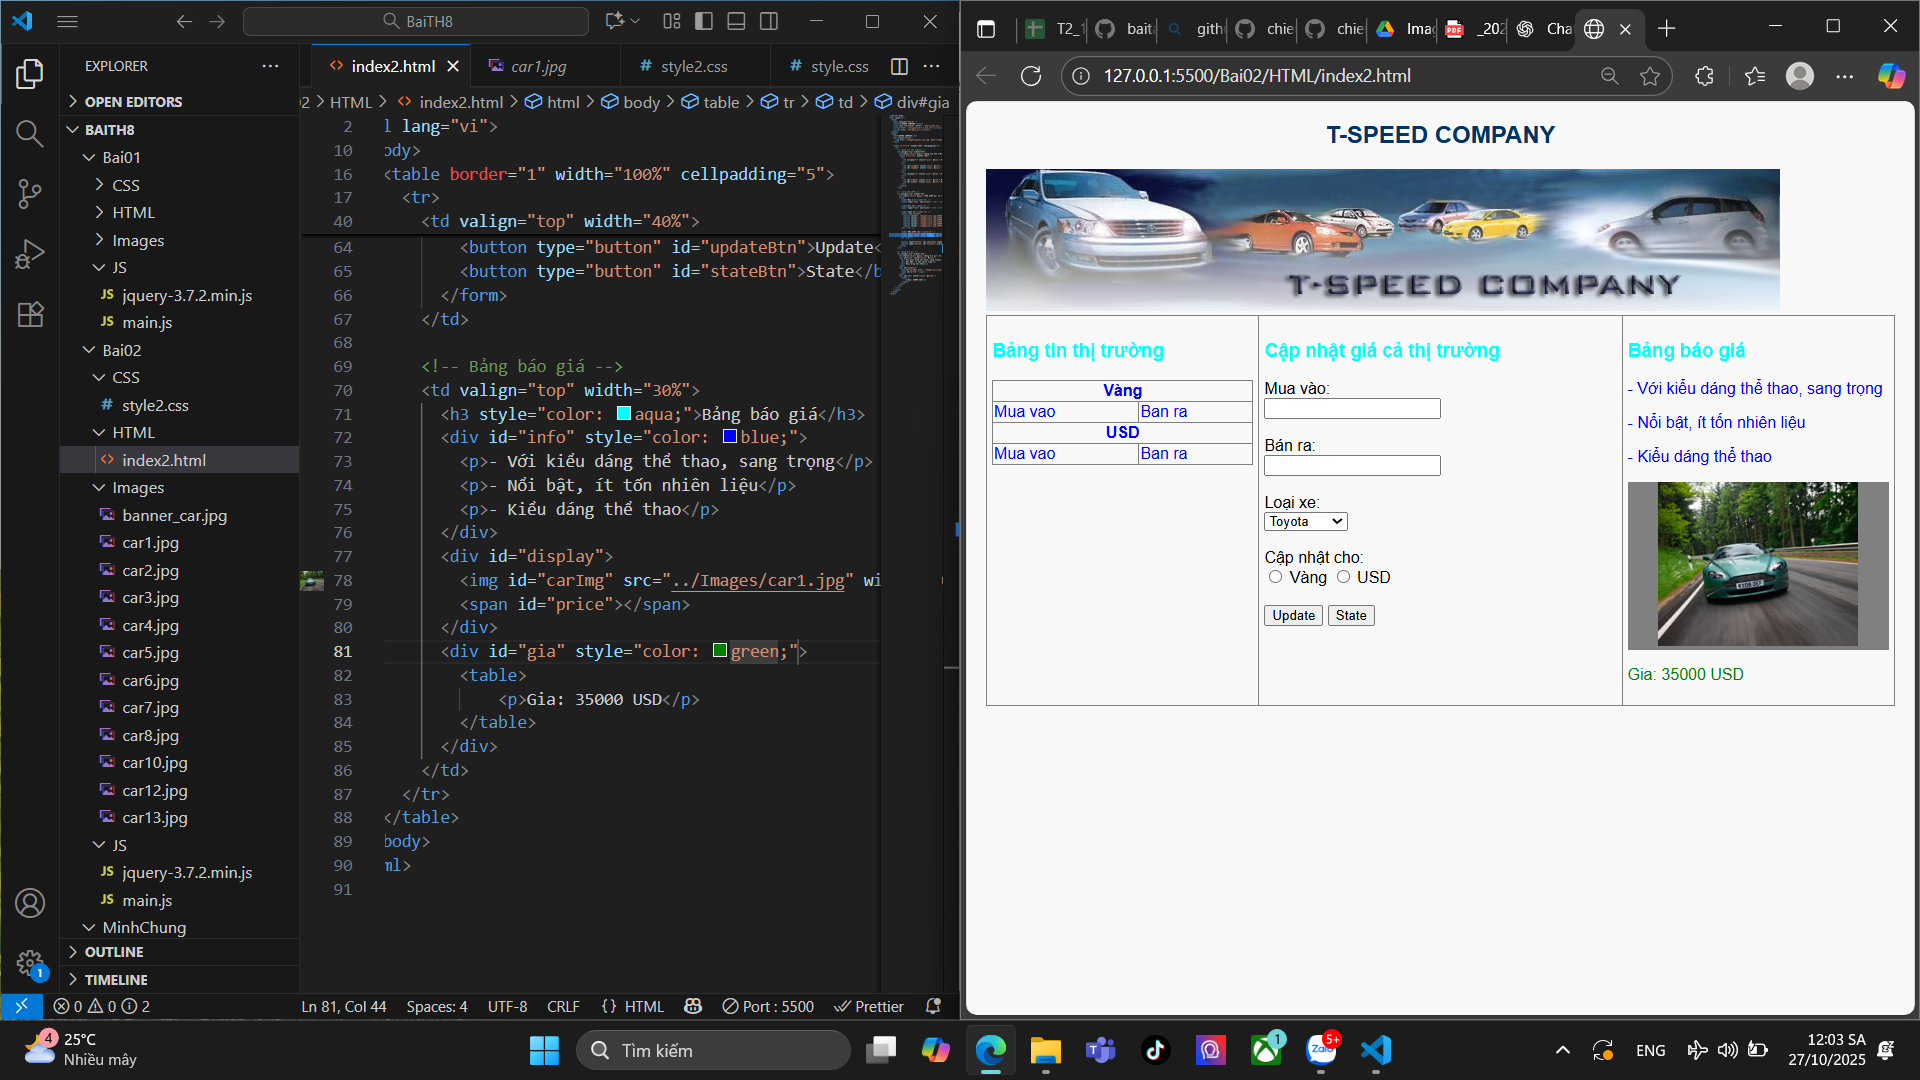 BaiTH8
EXPLORER
OPEN EDITORS
BAITH8
Bai01
CSS
HTML
Images
JS
JS jquery-3.7.2.min.js
JS main.js
Bai02
CSS
# style2.css
HTML
<> index2.html
Images
banner_car.jpg
car1.jpg
car2.jpg
car3.jpg
car4.jpg
car5.jpg
car6.jpg
car7.jpg
car8.jpg
car10.jpg
car12.jpg
car13.jpg
JS
JS jquery-3.7.2.min.js
JS main.js
MinhChung
OUTLINE
TIMELINE
<> index2.html
car1.jpg
# style2.css
# style.css
2 > HTML > <> index2.html > html > body > table > tr > td > div#gia
2 l lang="vi">
10 ody>
16 <table border="1" width="100%" cellpadding="5">
17 <tr>
40 <td valign="top" width="40%">
64 <button type="button" id="updateBtn">Update<
65 <button type="button" id="stateBtn">State</b
66 </form>
67 </td>
68
69 <!-- Bảng báo giá -->
70 <td valign="top" width="30%">
71 <h3 style="color: aqua;">Bảng báo giá</h3>
72 <div id="info" style="color: blue;">
73 <p>- Với kiểu dáng thể thao, sang trọng</p>
74 <p>- Nổi bật, ít tốn nhiên liệu</p>
75 <p>- Kiểu dáng thể thao</p>
76 </div>
77 <div id="display">
78 <img id="carImg" src="../Images/car1.jpg" wi
79 <span id="price"></span>
80 </div>
81 <div id="gia" style="color: green;">
82 <table>
83 <p>Gia: 35000 USD</p>
84 </table>
85 </div>
86 </td>
87 </tr>
88 </table>
89 body>
90 ml>
91
0 0 2
Ln 81, Col 44 Spaces: 4 UTF-8 CRLF {} HTML Port : 5500 Prettier
1
T2_1
bait
gith
chie
chie
Ima
PDF _202
Cha
127.0.0.1:5500/Bai02/HTML/index2.html
T-SPEED COMPANY
T-SPEED COMPANY
Bảng tin thị trường
Vàng
Mua vao Ban ra
USD
Mua vao Ban ra
Cập nhật giá cả thị trường
Mua vào:
Bán ra:
Loại xe:
Toyota
Cập nhật cho:
Vàng USD
Update State
Bảng báo giá
- Với kiểu dáng thể thao, sang trọng
- Nổi bật, ít tốn nhiên liệu
- Kiểu dáng thể thao
Gia: 35000 USD
4
25°C
Nhiều mây
Tìm kiếm
1
Zalo
5+
ENG
12:03 SA
27/10/2025